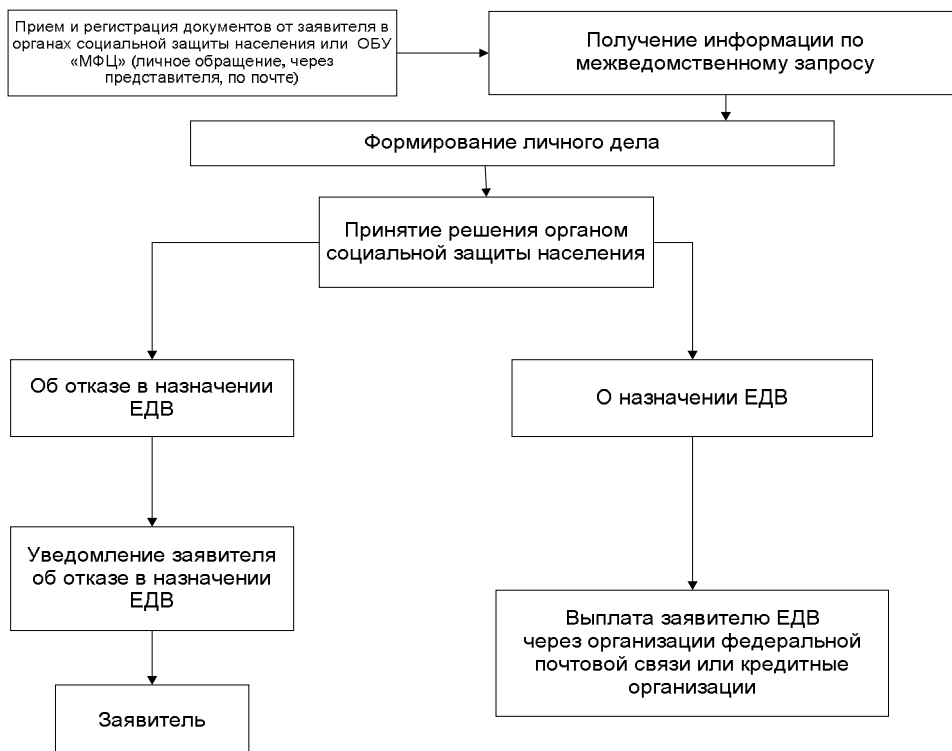 Прием и регистрация документов от заявителя в
органах социальной защиты населения или ОБУ
«МФЦ» (личное обращение, через
представителя, по почте)
Получение информации по
межведомственному запросу
Формирование личного дела
Принятие решения органом
социальной защиты населения
Об отказе в назначении
ЕДВ
О назначении ЕДВ
Уведомление заявителя
об отказе в назначении
ЕДВ
Выплата заявителю ЕДВ
через организации федеральной
почтовой связи или кредитные
организации
Заявитель